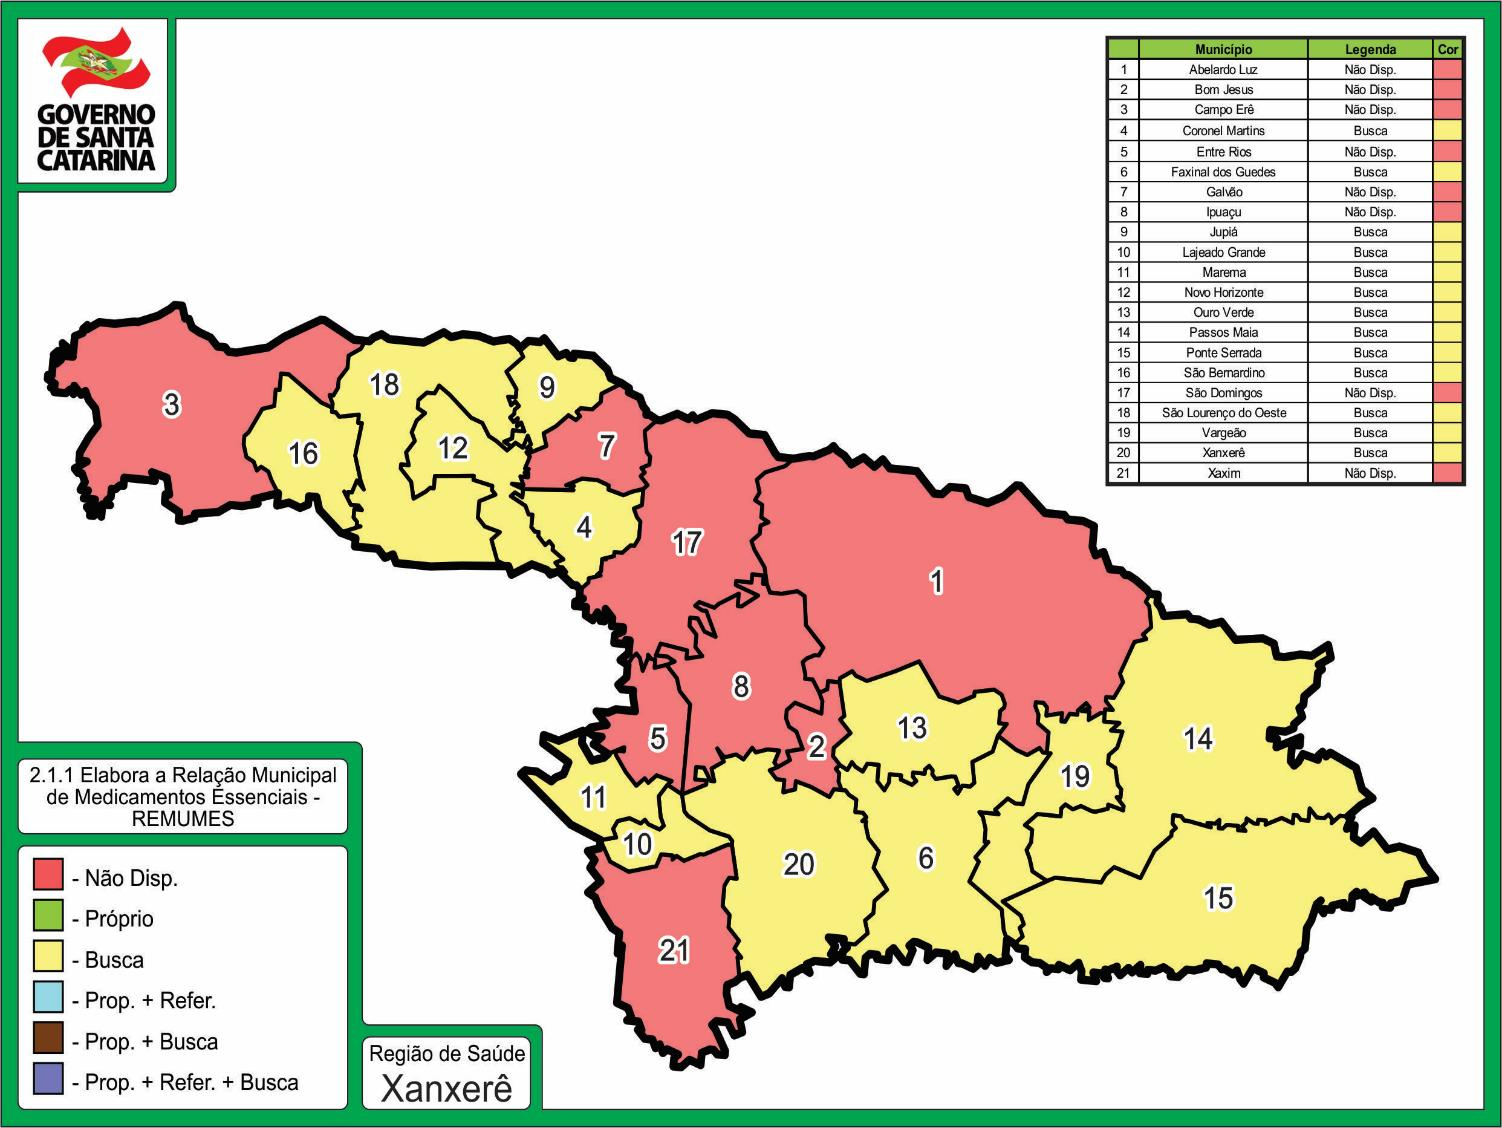 GOVERNO
DE SANTA
CATARINA
Município Legenda Cor
1 Abelardo Luz Não Disp.
2 Bom Jesus Não Disp.
3 Campo Erê Não Disp.
4 Coronel Martins Busca
5 Entre Rios Não Disp.
6 Faxinal dos Guedes Busca
7 Galvão Não Disp.
8 Ipuaçu Não Disp.
9 Jupiá Busca
10 Lajeado Grande Busca
11 Marema Busca
12 Novo Horizonte Busca
13 Ouro Verde Busca
14 Passos Maia Busca
15 Ponte Serrada Busca
16 São Bernardino Busca
17 São Domingos Não Disp.
18 São Lourenço do Oeste Busca
19 Vargeão Busca
20 Xanxerê Busca
21 Xaxim Não Disp.
3
18
9
16
12
7
4
17
1
8
5
2
13
14
19
11
10
20
6
15
21
2.1.1 Elabora a Relação Municipal
de Medicamentos Essenciais -
REMUMES
- Não Disp.
- Próprio
- Busca
- Prop. + Refer.
- Prop. + Busca
- Prop. + Refer. + Busca
Região de Saúde
Xanxerê